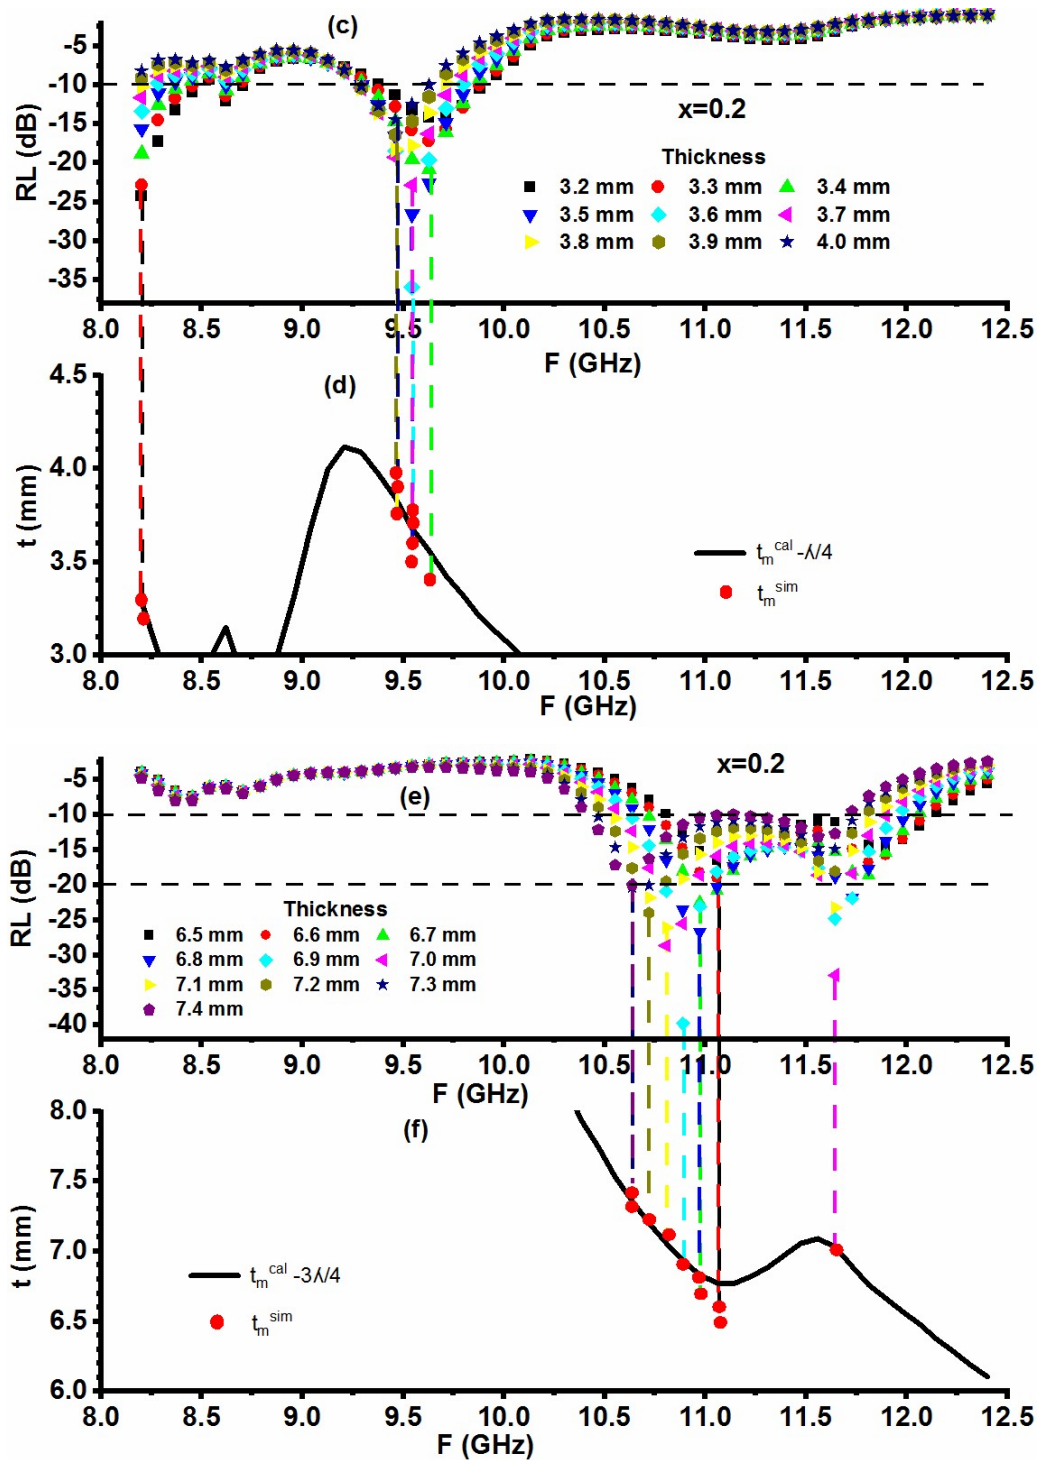 (c)
-5
-10
-15
-20
-25
-30
-35
RL (dB)
x=0.2
Thickness
3.2 mm 3.3 mm 3.4 mm
3.5 mm 3.6 mm 3.7 mm
3.8 mm 3.9 mm 4.0 mm
8.0 8.5 9.0 9.5 10.0 10.5 11.0 11.5 12.0 12.5
F (GHz)
(d)
4.5
4.0
3.5
3.0
t (mm)
tₘᶜᵃˡ -λ/4
tₘˢⁱᵐ
8.0 8.5 9.0 9.5 10.0 10.5 11.0 11.5 12.0 12.5
F (GHz)
x=0.2
(e)
-5
-10
-15
-20
-25
-30
-35
-40
RL (dB)
Thickness
6.5 mm 6.6 mm 6.7 mm
6.8 mm 6.9 mm 7.0 mm
7.1 mm 7.2 mm 7.3 mm
7.4 mm
8.0 8.5 9.0 9.5 10.0 10.5 11.0 11.5 12.0 12.5
F (GHz)
(f)
8.0
7.5
7.0
6.5
6.0
t (mm)
tₘᶜᵃˡ -3λ/4
tₘˢⁱᵐ
8.0 8.5 9.0 9.5 10.0 10.5 11.0 11.5 12.0 12.5
F (GHz)